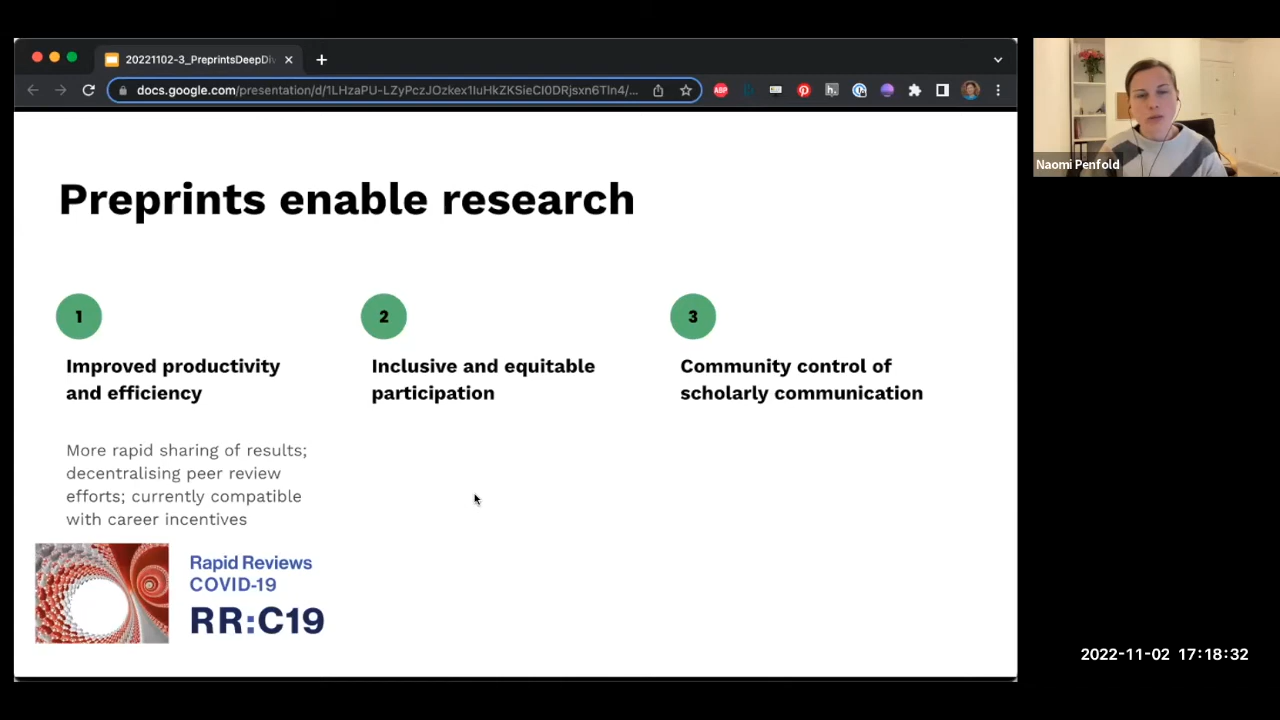 20221102-3_PreprintsDeepDi
docs.google.com/presentation/d/1LHzaPU-LZyPczJOzkex1IuHkZKSieCI0DRjsxn6Tln4/...
ABP
h.
Naomi Penfold
Preprints enable research
1
2
3
Improved productivity
and efficiency
Inclusive and equitable
participation
Community control of
scholarly communication
More rapid sharing of results;
decentralising peer review
efforts; currently compatible
with career incentives
Rapid Reviews
COVID-19
RR:C19
2022-11-02 17:18:32